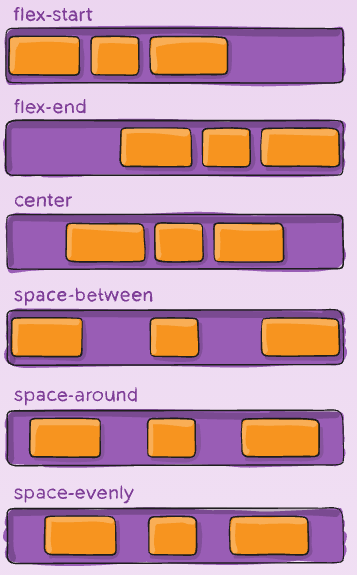 flex-start
flex-end
center
space-between
space-around
space-evenly